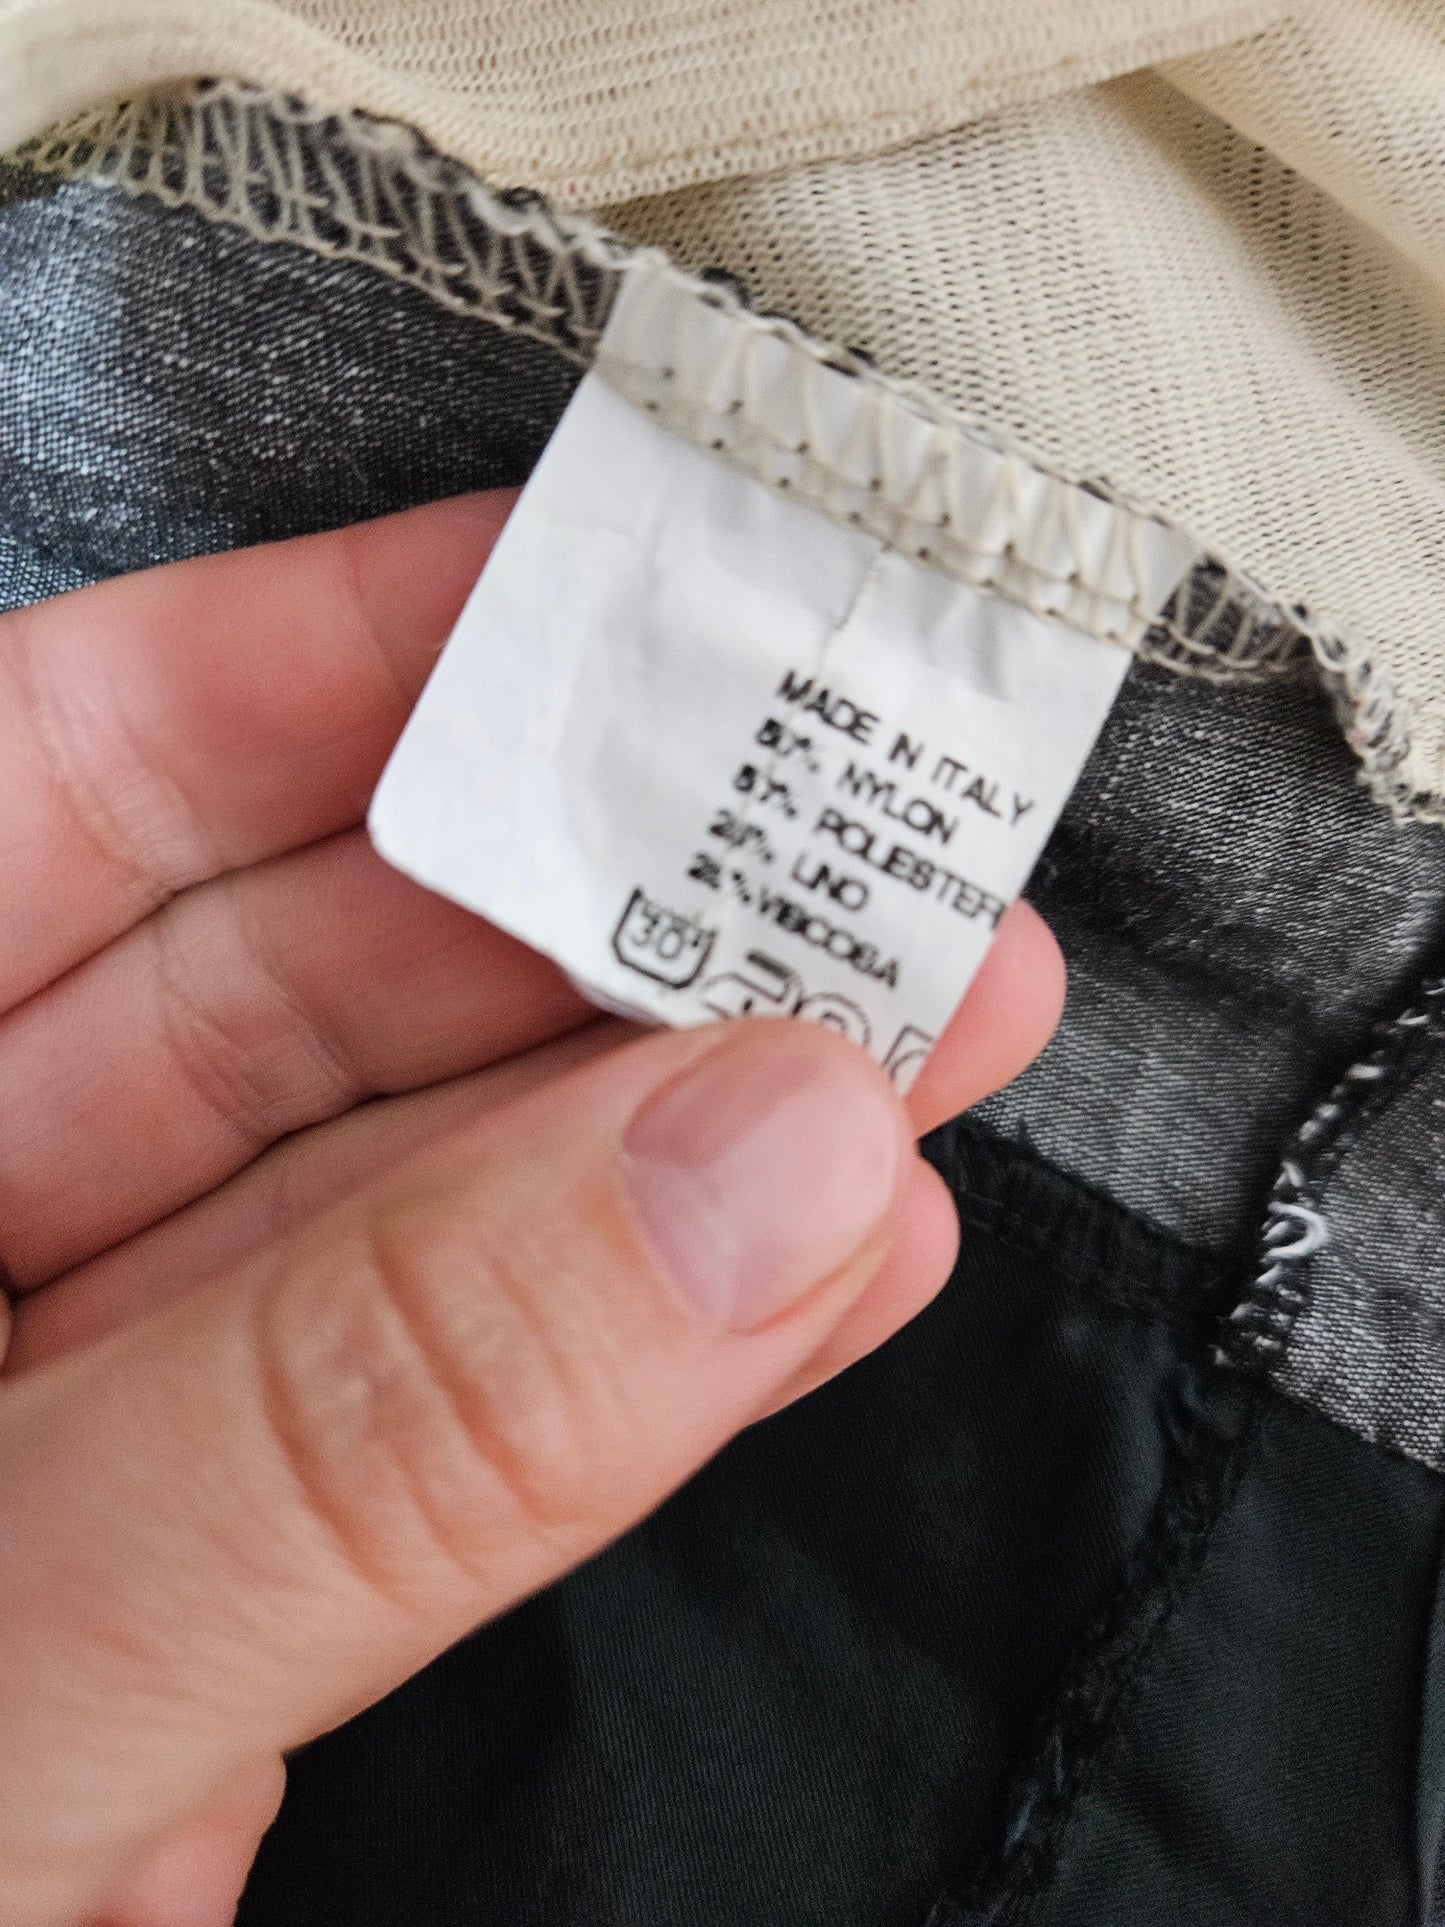 MADE IN ITALY
NYLON
POLIESTER
LINO
VISCOSA
30°